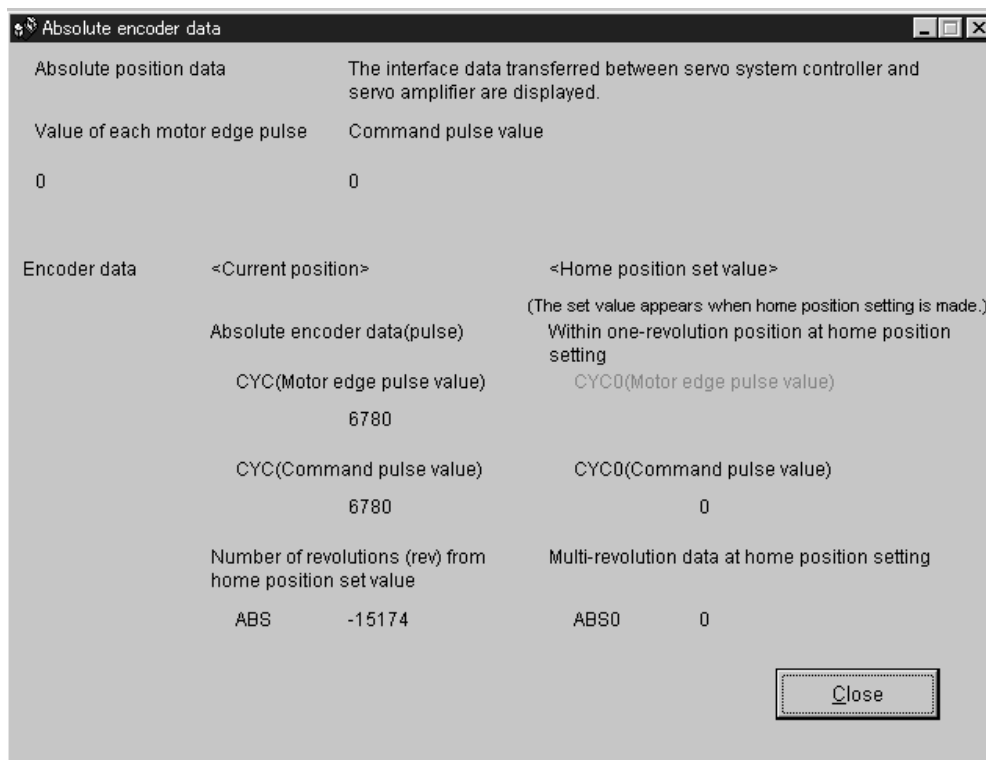 Absolute encoder data
Absolute position data
The interface data transferred between servo system controller and
servo amplifier are displayed.
Value of each motor edge pulse
Command pulse value
0
0
Encoder data
<Current position>
<Home position set value>
(The set value appears when home position setting is made.)
Absolute encoder data(pulse)
Within one-revolution position at home position
setting
CYC(Motor edge pulse value)
CYC0(Motor edge pulse value)
6780
CYC(Command pulse value)
CYC0(Command pulse value)
6780
0
Number of revolutions (rev) from
home position set value
Multi-revolution data at home position setting
ABS
-15174
ABS0
0
Close